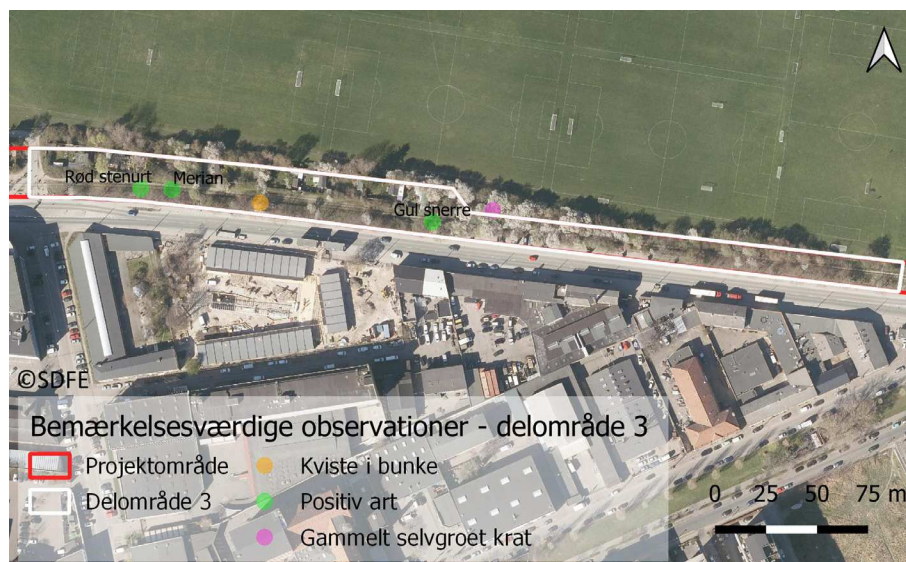 Rød stenurt
Merian
Gul snerre
©SDFE
Bemærkelsesværdige observationer - delområde 3
Projektområde
Kviste i bunke
Delområde 3
Positiv art
Gammelt selvgroet krat
0 25 50 75 m